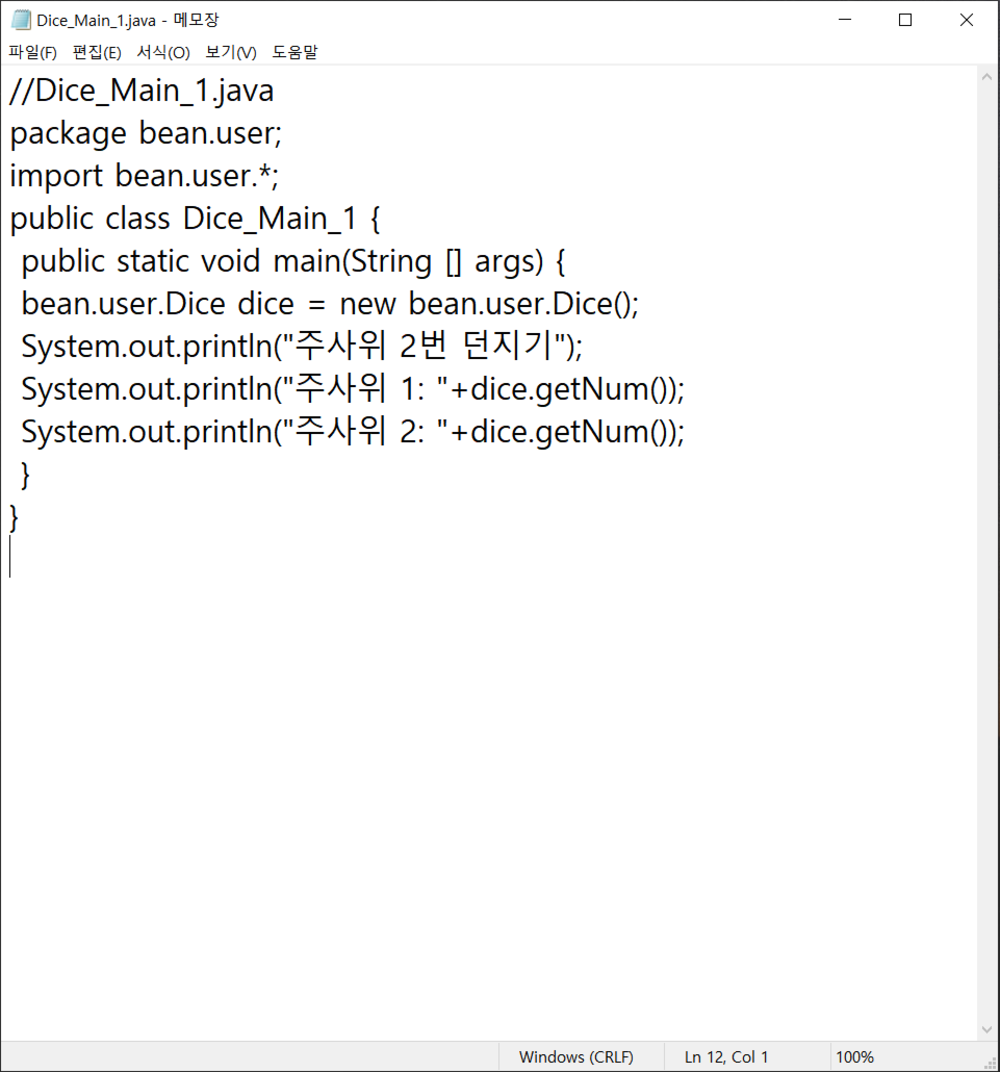 Dice_Main_1.java - 메모장
파일(F) 편집(E) 서식(O) 보기(V) 도움말
//Dice_Main_1.java
package bean.user;
import bean.user.*;
public class Dice_Main_1 {
public static void main(String [] args) {
bean.user.Dice dice = new bean.user.Dice();
System.out.println("주사위 2번 던지기");
System.out.println("주사위 1: "+dice.getNum());
System.out.println("주사위 2: "+dice.getNum());
}
}
Windows (CRLF) Ln 12, Col 1 100%